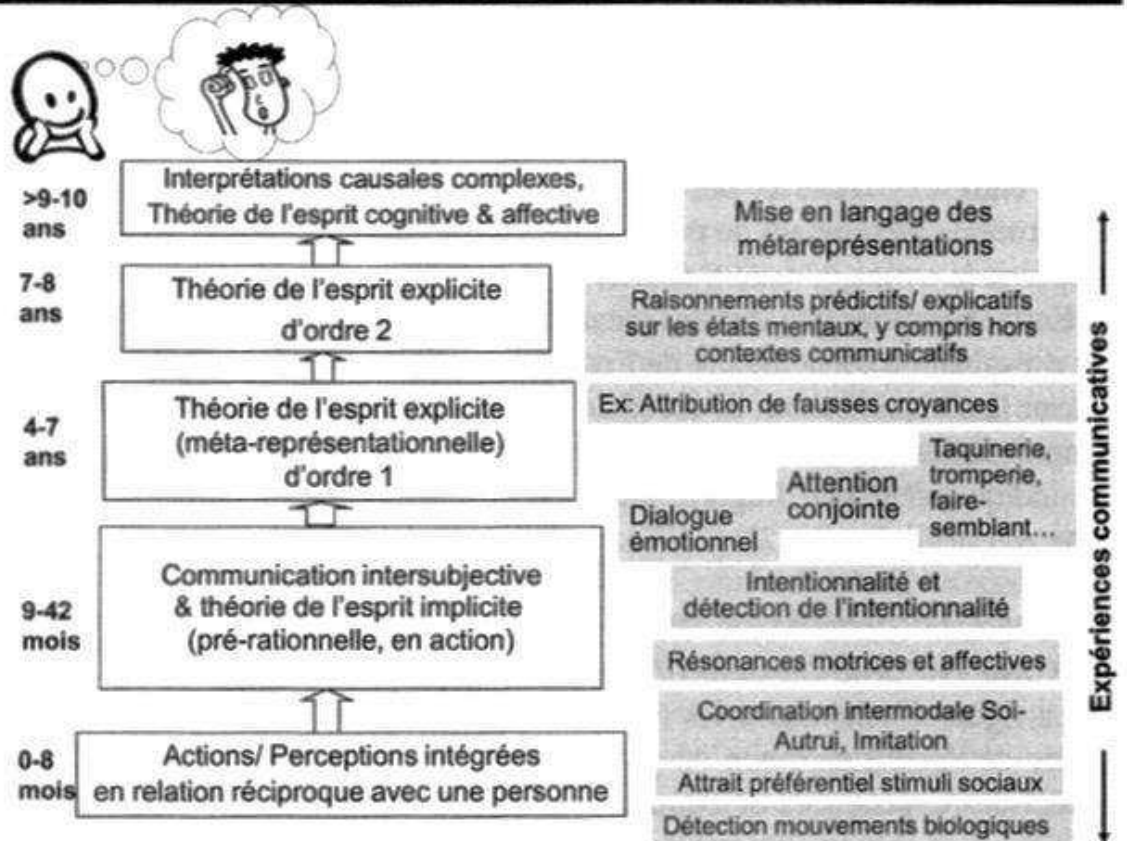 >9-10
ans
Interprétations causales complexes,
Théorie de l'esprit cognitive & affective
7-8
ans
Théorie de l'esprit explicite
d'ordre 2
4-7
ans
Théorie de l'esprit explicite
(méta-représentationnelle)
d'ordre 1
9-42
mois
Communication intersubjective
& théorie de l'esprit implicite
(pré-rationnelle, en action)
0-8
mois
Actions/ Perceptions intégrées
en relation réciproque avec une personne
Mise en langage des
métareprésentations
Raisonnements prédictifs/ explicatifs
sur les états mentaux, y compris hors
contextes communicatifs
Ex: Attribution de fausses croyances
Taquinerie,
tromperie,
faire-
semblant...
Attention
conjointe
Dialogue
émotionnel
Intentionnalité et
détection de l'intentionnalité
Résonances motrices et affectives
Coordination intermodale Soi-
Autrui, Imitation
Attrait préférentiel stimuli sociaux
Détection mouvements biologiques
Expériences communicatives